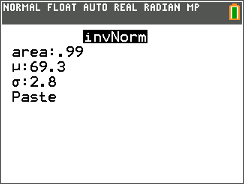 NORMAL FLOAT AUTO REAL RADIAN MP
invNorm
area:.99
μ:69.3
σ:2.8
Paste